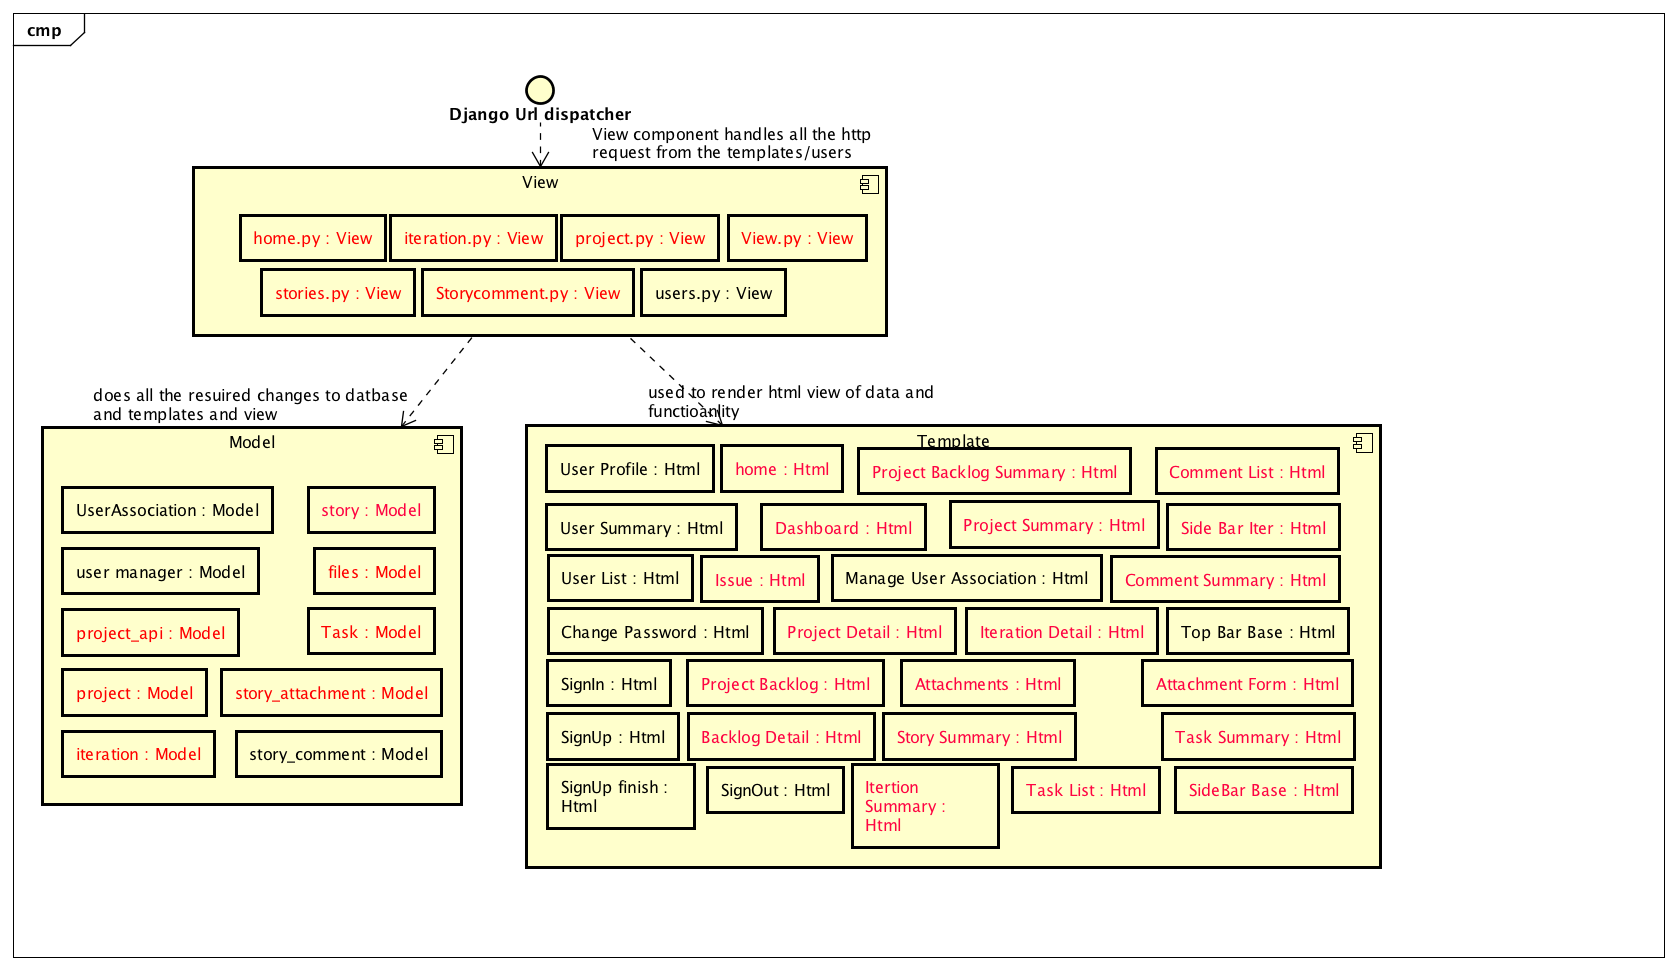 cmp
Django Url dispatcher
View component handles all the http
request from the templates/users
View
home.py : View
iteration.py : View
project.py : View
View.py : View
stories.py : View
Storycomment.py : View
users.py : View
does all the resuired changes to datbase
and templates and view
used to render html view of data and
functioanlity
Model
UserAssociation : Model
story : Model
user manager : Model
files : Model
project_api : Model
Task : Model
project : Model
story_attachment : Model
iteration : Model
story_comment : Model
Template
User Profile : Html
home : Html
Project Backlog Summary : Html
Comment List : Html
User Summary : Html
Dashboard : Html
Project Summary : Html
Side Bar Iter : Html
User List : Html
Issue : Html
Manage User Association : Html
Comment Summary : Html
Change Password : Html
Project Detail : Html
Iteration Detail : Html
Top Bar Base : Html
SignIn : Html
Project Backlog : Html
Attachments : Html
Attachment Form : Html
SignUp : Html
Backlog Detail : Html
Story Summary : Html
Task Summary : Html
SignUp finish :
Html
SignOut : Html
Itertion
Summary :
Html
Task List : Html
SideBar Base : Html